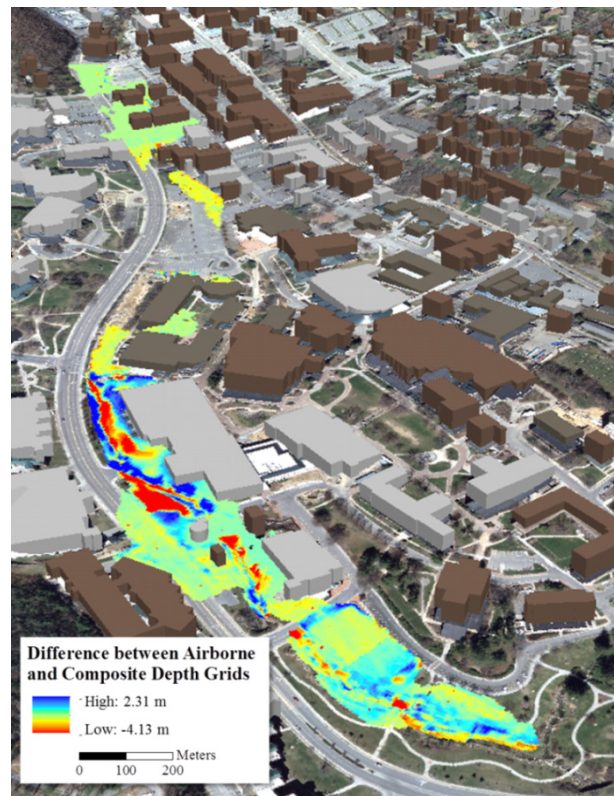 Difference between Airborne
and Composite Depth Grids
High: 2.31 m
Low: -4.13 m
Meters
0 100 200